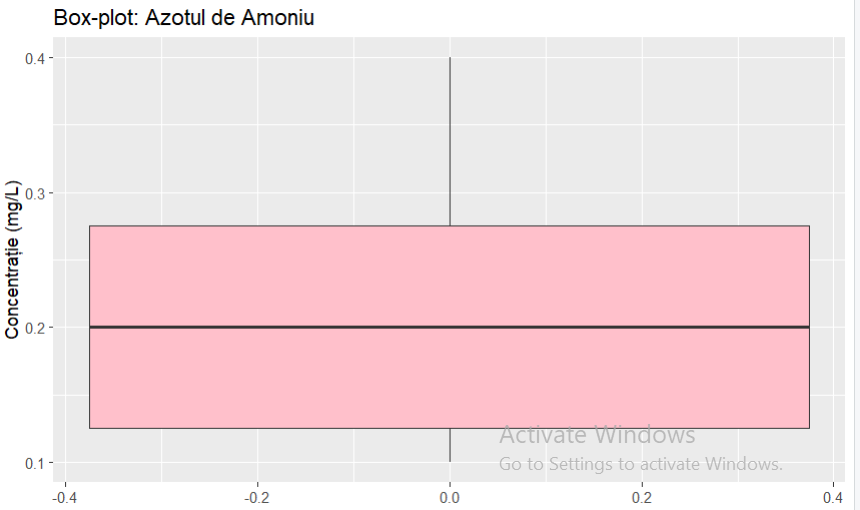 Box-plot: Azotul de Amoniu
0.4
0.3
0.2
0.1
Concentrație (mg/L)
-0.4
-0.2
0.0
0.2
0.4
Activate Windows
Go to Settings to activate Windows.